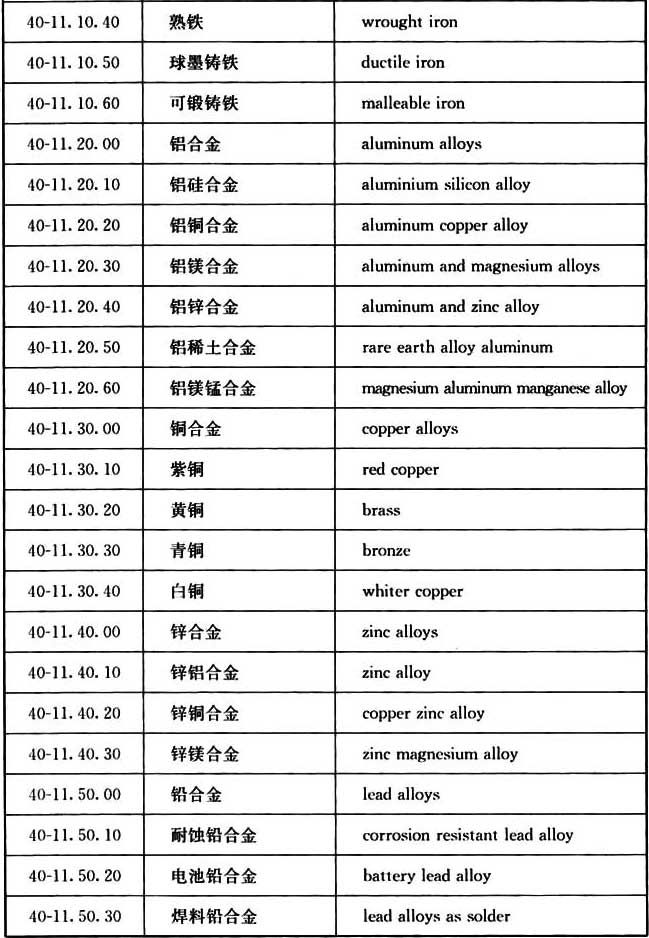 40-11.10.40 熟铁 wrought iron
40-11.10.50 球墨铸铁 ductile iron
40-11.10.60 可锻铸铁 malleable iron
40-11.20.00 铝合金 aluminum alloys
40-11.20.10 铝硅合金 aluminium silicon alloy
40-11.20.20 铝铜合金 aluminum copper alloy
40-11.20.30 铝镁合金 aluminum and magnesium alloys
40-11.20.40 铝锌合金 aluminum and zinc alloy
40-11.20.50 铝稀土合金 rare earth alloy aluminum
40-11.20.60 铝镁锰合金 magnesium aluminum manganese alloy
40-11.30.00 铜合金 copper alloys
40-11.30.10 紫铜 red copper
40-11.30.20 黄铜 brass
40-11.30.30 青铜 bronze
40-11.30.40 白铜 whiter copper
40-11.40.00 锌合金 zinc alloys
40-11.40.10 锌铝合金 zinc alloy
40-11.40.20 锌铜合金 copper zinc alloy
40-11.40.30 锌镁合金 zinc magnesium alloy
40-11.50.00 铅合金 lead alloys
40-11.50.10 耐蚀铅合金 corrosion resistant lead alloy
40-11.50.20 电池铅合金 battery lead alloy
40-11.50.30 焊料铅合金 lead alloys as solder